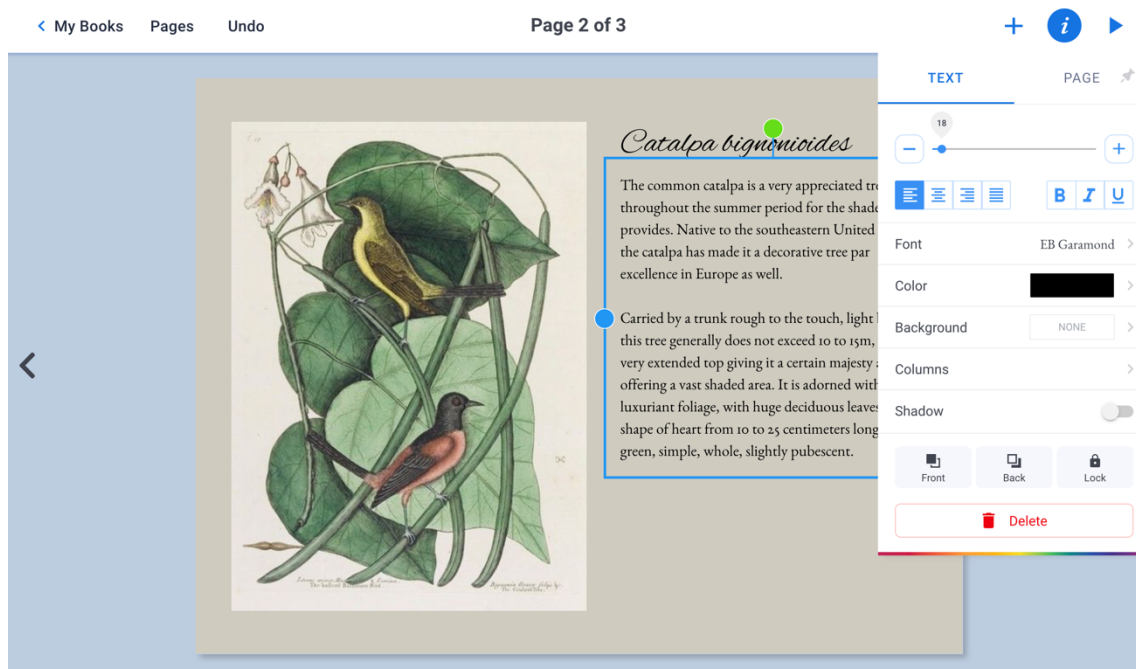 My Books Pages Undo Page 2 of 3
TEXT PAGE
18
Catalpa bignonioides
The common catalpa is a very appreciated
throughout the summer period for the shade
provides. Native to the southeastern United
the catalpa has made it a decorative tree par
excellence in Europe as well.
Carried by a trunk rough to the touch, light
this tree generally does not exceed 10 to 15m,
very extended top giving it a certain majesty
offering a vast shaded area. It is adorned with
luxuriant foliage, with huge deciduous leaves
shape of heart from 10 to 25 centimeters long
green, simple, whole, slightly pubescent.
B I U
Font EB Garamond
Color
Background NONE
Columns
Shadow
Front Back Lock
Delete